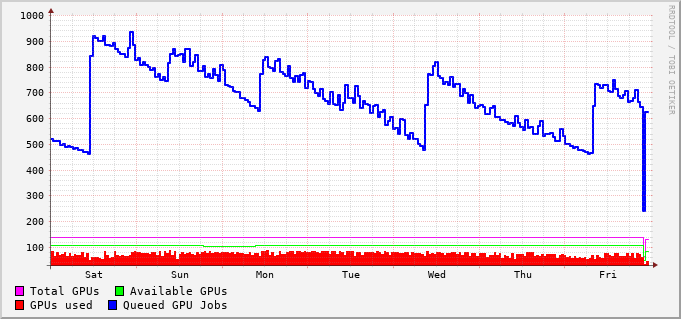 1000
900
800
700
600
500
400
300
200
100
Sat Sun Mon Tue Wed Thu Fri
Total GPUs Available GPUs
GPUs used Queued GPU Jobs
RRDTOOL / TOBI OETIKER